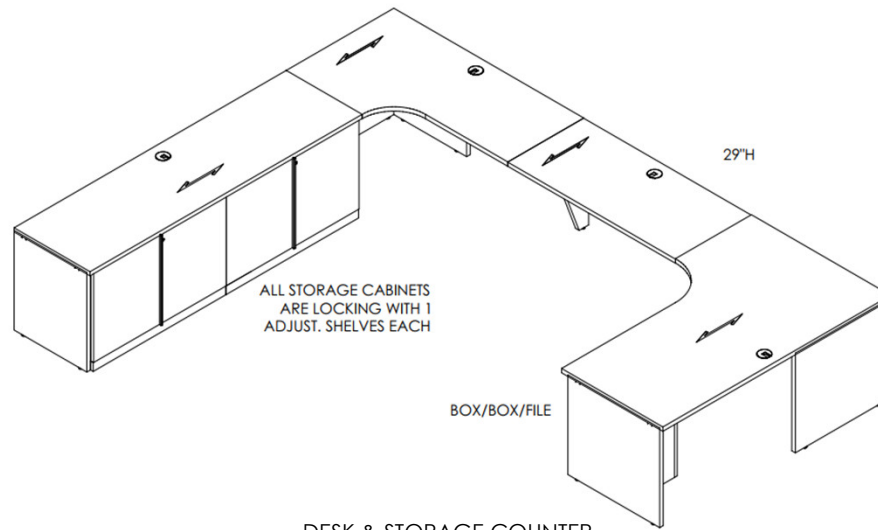 29"H
ALL STORAGE CABINETS
ARE LOCKING WITH 1
ADJUST. SHELVES EACH
BOX/BOX/FILE
DESK & STORAGE COUNTER